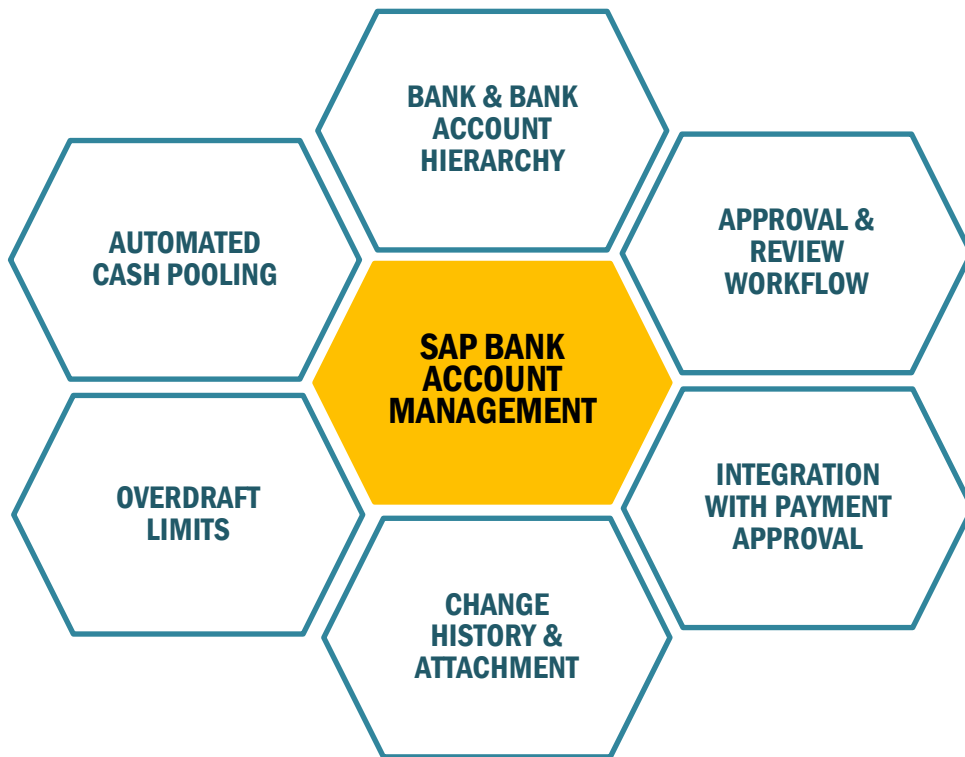 BANK & BANK
ACCOUNT
HIERARCHY
AUTOMATED
CASH POOLING
APPROVAL &
REVIEW
WORKFLOW
SAP BANK
ACCOUNT
MANAGEMENT
OVERDRAFT
LIMITS
INTEGRATION
WITH PAYMENT
APPROVAL
CHANGE
HISTORY &
ATTACHMENT